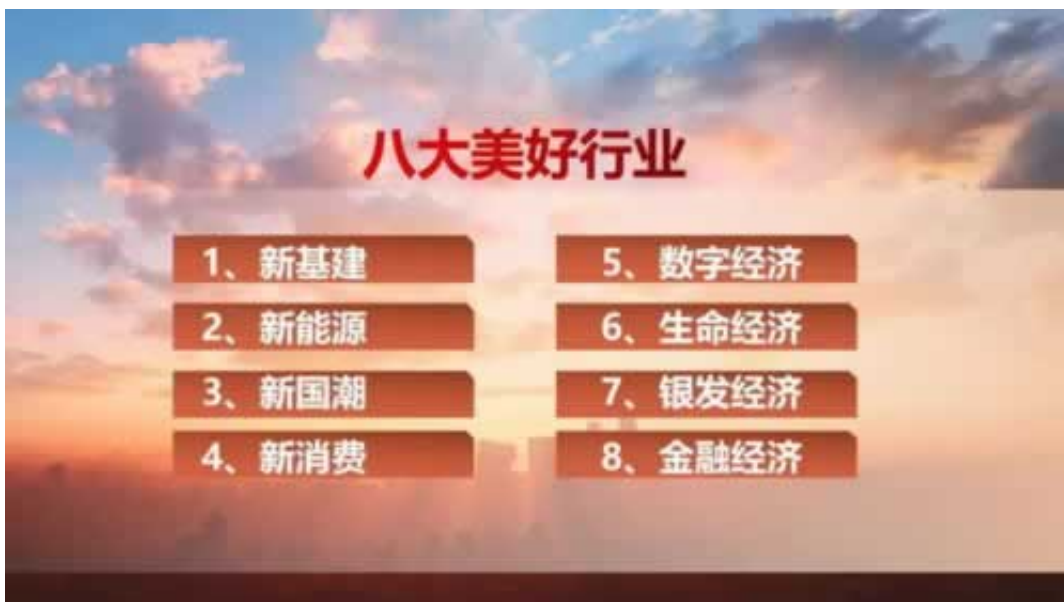 八大美好行业
1、新基建
2、新能源
3、新国潮
4、新消费
5、数字经济
6、生命经济
7、银发经济
8、金融经济